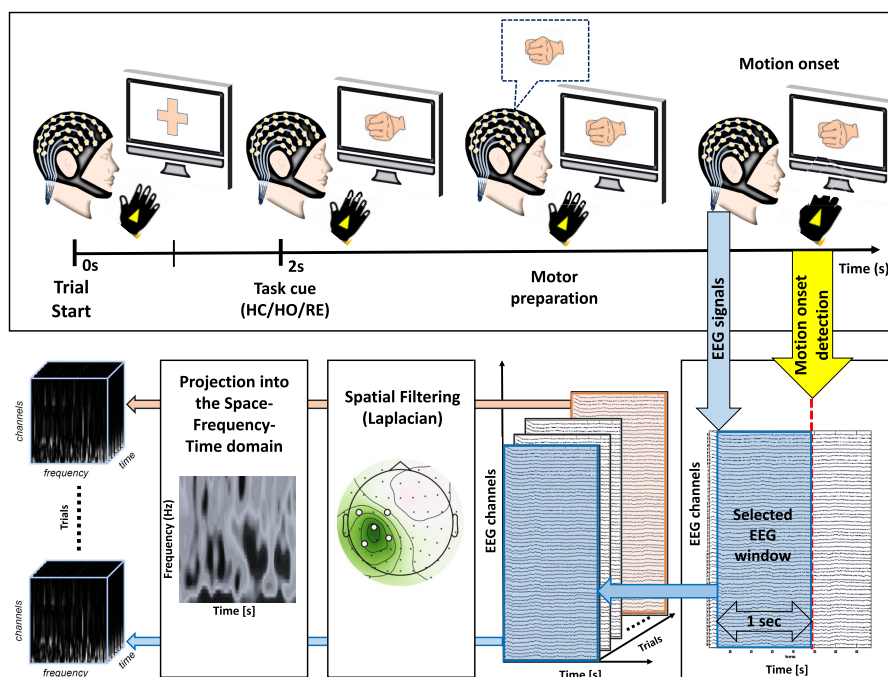 Motion onset
0s
2s
Time (s)
Trial
Start
Task cue
(HC/HO/RE)
Motor
preparation
EEG signals
Motion onset
detection
channels
frequency
time
Trials
channels
frequency
time
Projection into
the Space-
Frequency-
Time domain
Frequency (Hz)
Time [s]
Spatial Filtering
(Laplacian)
EEG channels
Trials
Time [s]
EEG channels
Selected
EEG
window
1 sec
Time [s]